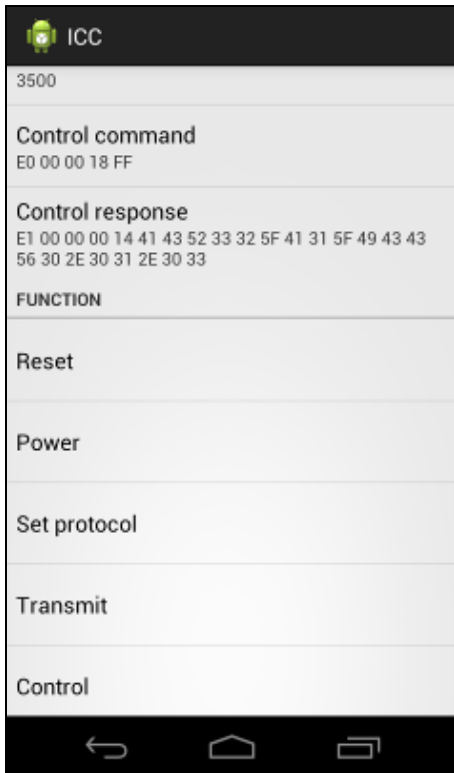 ICC
3500
Control command
E0 00 00 18 FF
Control response
E1 00 00 00 14 41 43 52 33 32 5F 41 31 5F 49 43 43
56 30 2E 30 31 2E 30 33
FUNCTION
Reset
Power
Set protocol
Transmit
Control